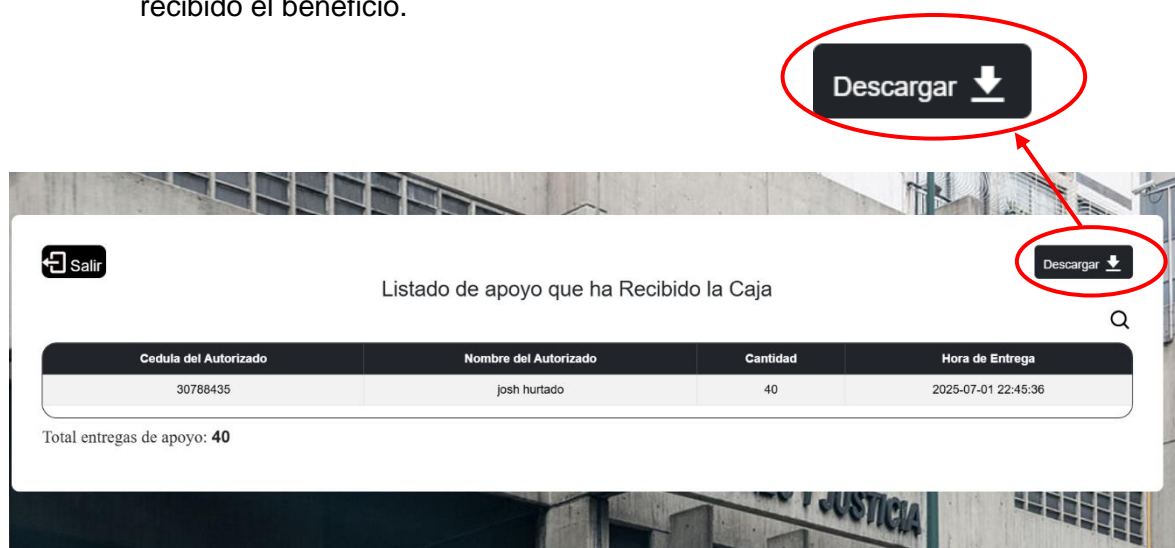 recibido el beneficio.
Descargar
Salir
Descargar
Listado de apoyo que ha Recibido la Caja
Cedula del Autorizado Nombre del Autorizado Cantidad Hora de Entrega
30788435 josh hurtado 40 2025-07-01 22:45:36
Total entregas de apoyo: 40
Y JUSTICIA